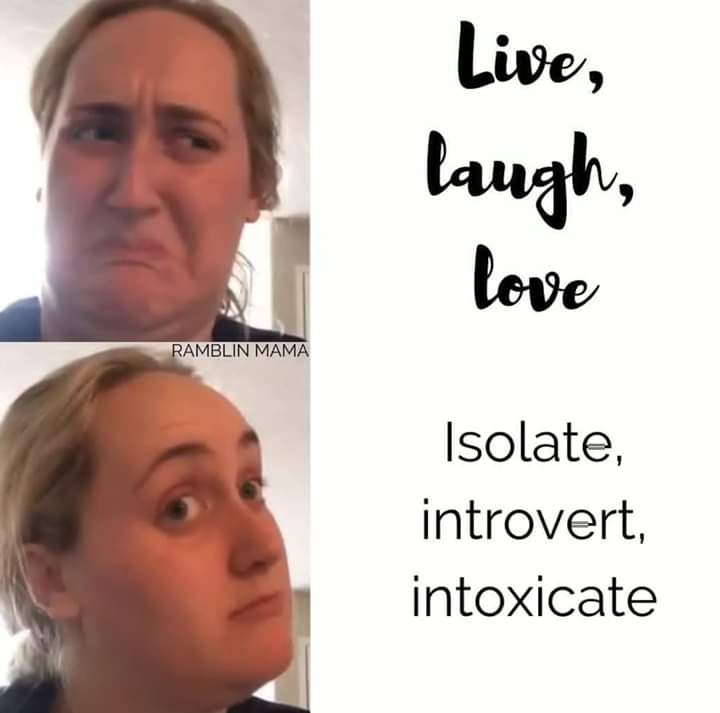 Live,
laugh,
love
RAMBLIN MAMA
Isolate,
introvert,
intoxicate